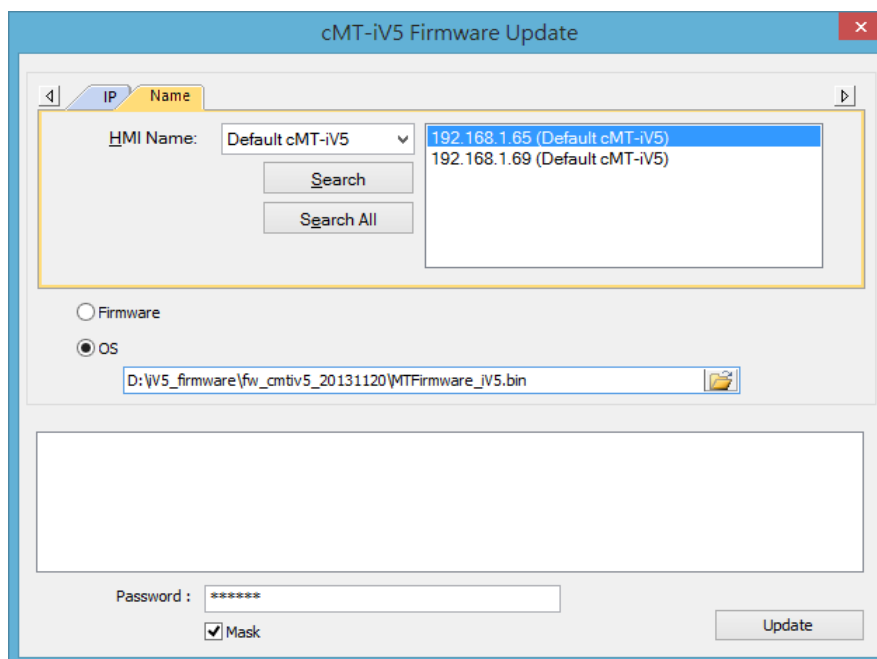 cMT-iV5 Firmware Update
IP
Name
HMI Name:
Default cMT-iV5
192.168.1.65 (Default cMT-iV5)
192.168.1.69 (Default cMT-iV5)
Search
Search All
Firmware
OS
D:\iV5_firmware\fw_cmtiv5_20131120\MTFirmware_iV5.bin
Password : ******
Mask
Update